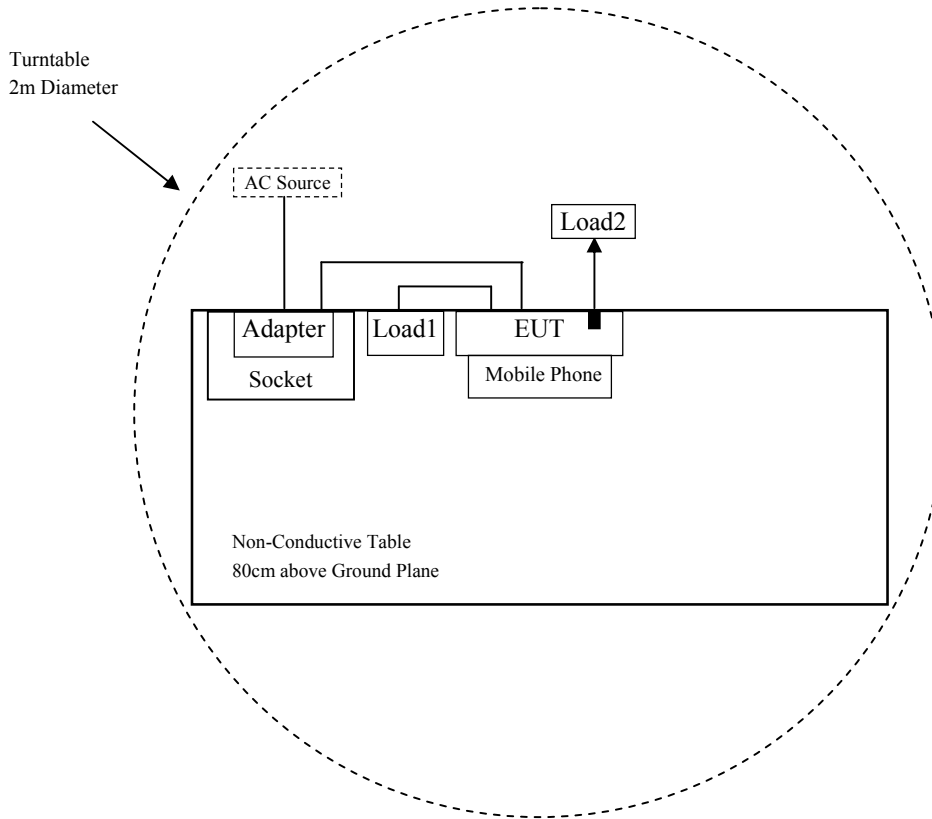 Turntable
2m Diameter
AC Source
Load2
Adapter
Load1
EUT
Socket
Mobile Phone
Non-Conductive Table
80cm above Ground Plane